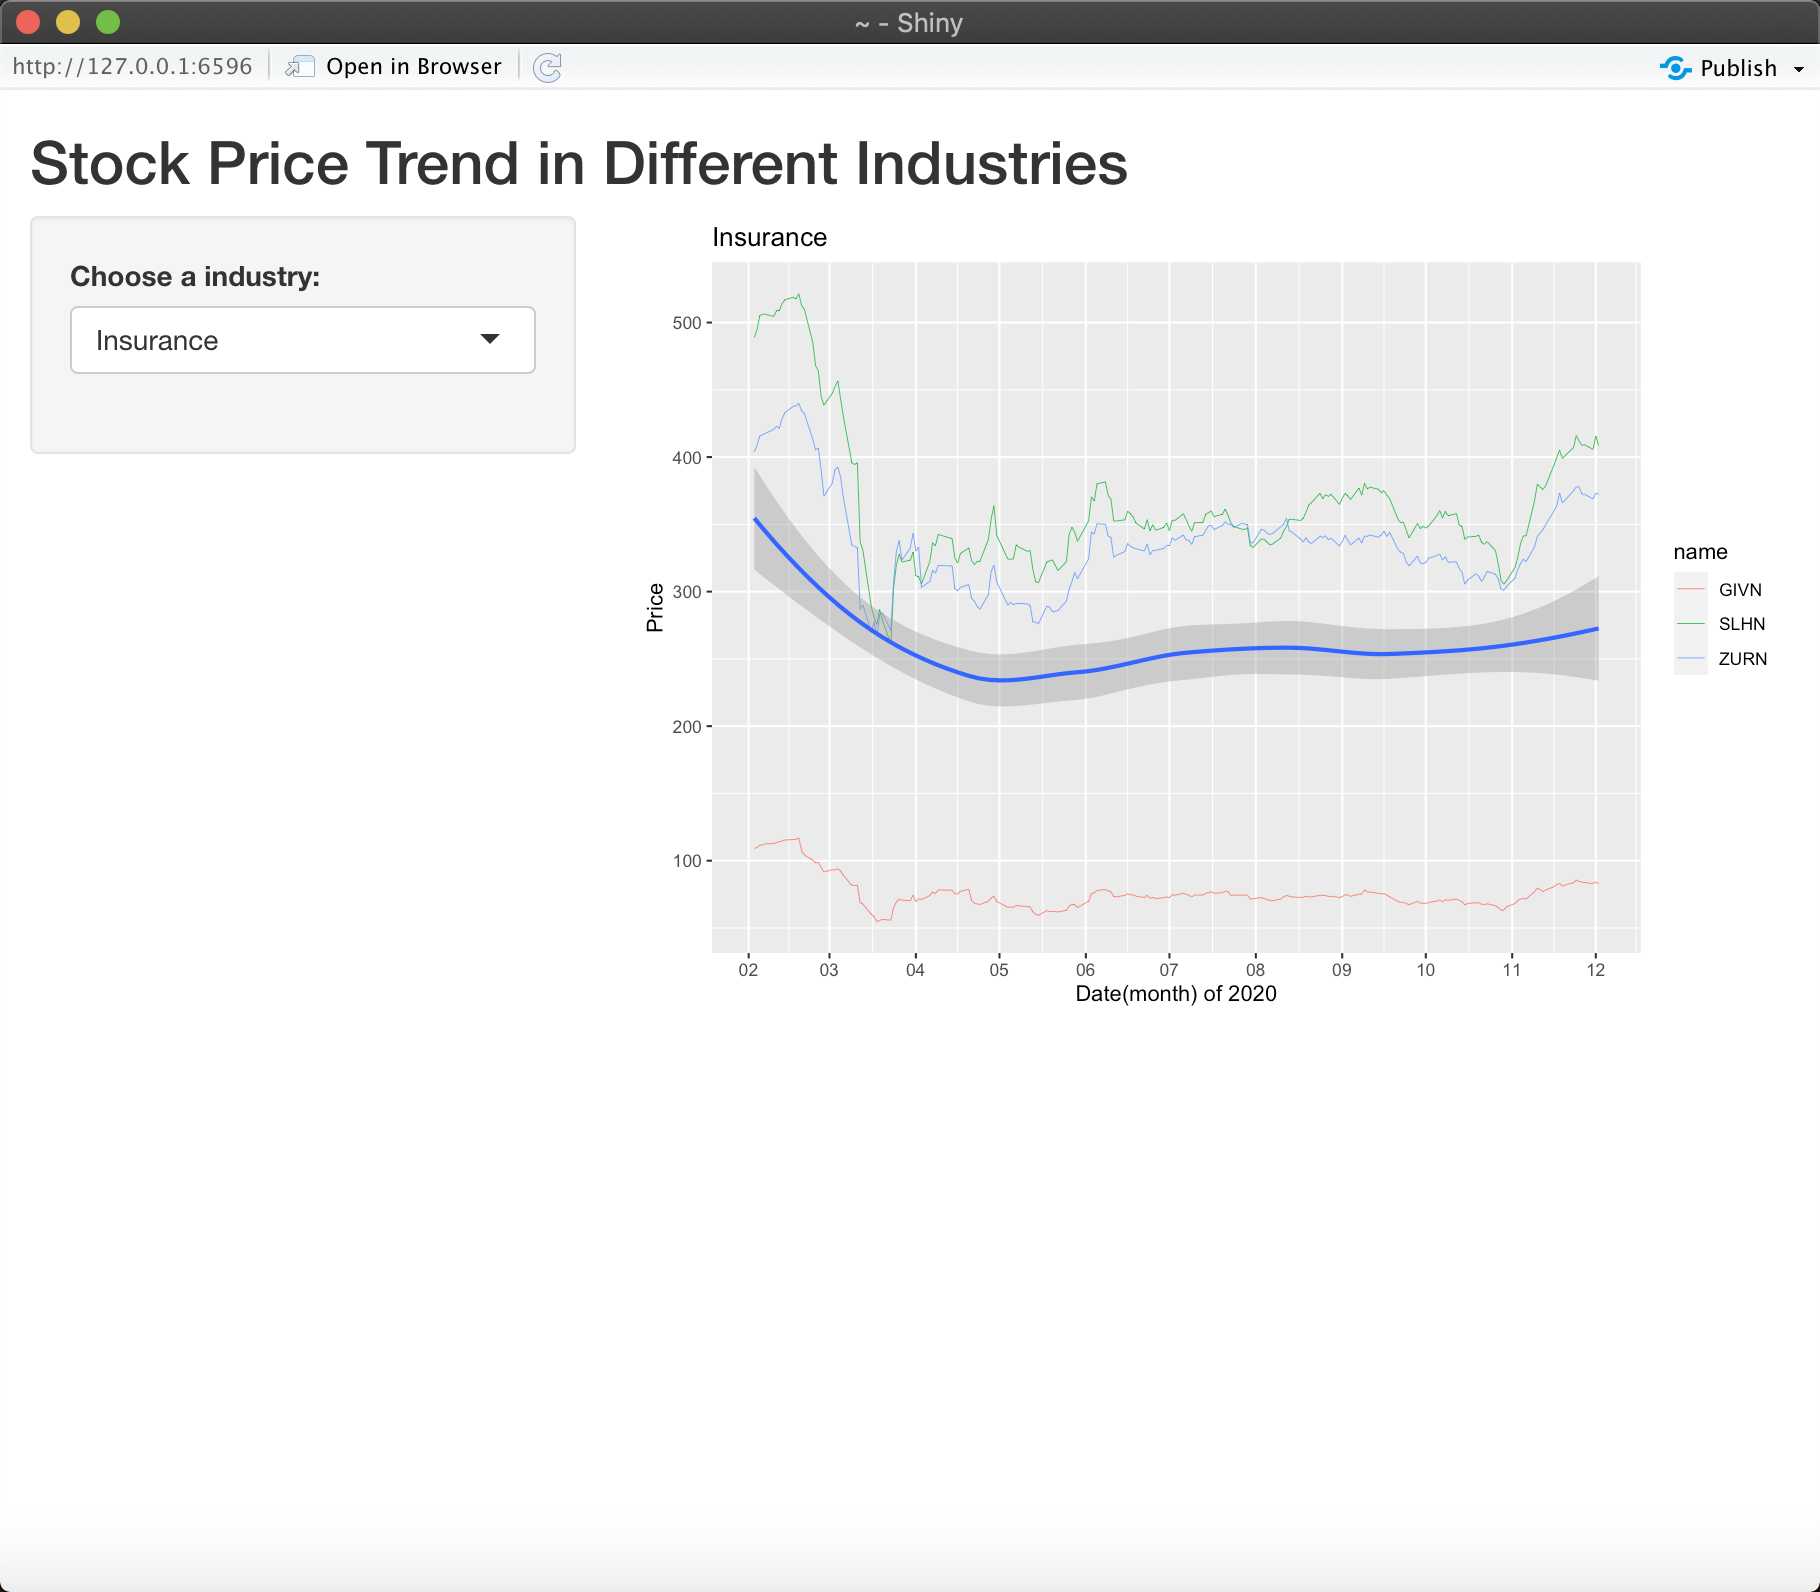 ~ - Shiny
http://127.0.0.1:6596 Open in Browser Publish
Stock Price Trend in Different Industries
Choose a industry:
Insurance
Insurance
500
400
300
200
100
Price
02 03 04 05 06 07 08 09 10 11 12
Date(month) of 2020
name
GIVN
SLHN
ZURN